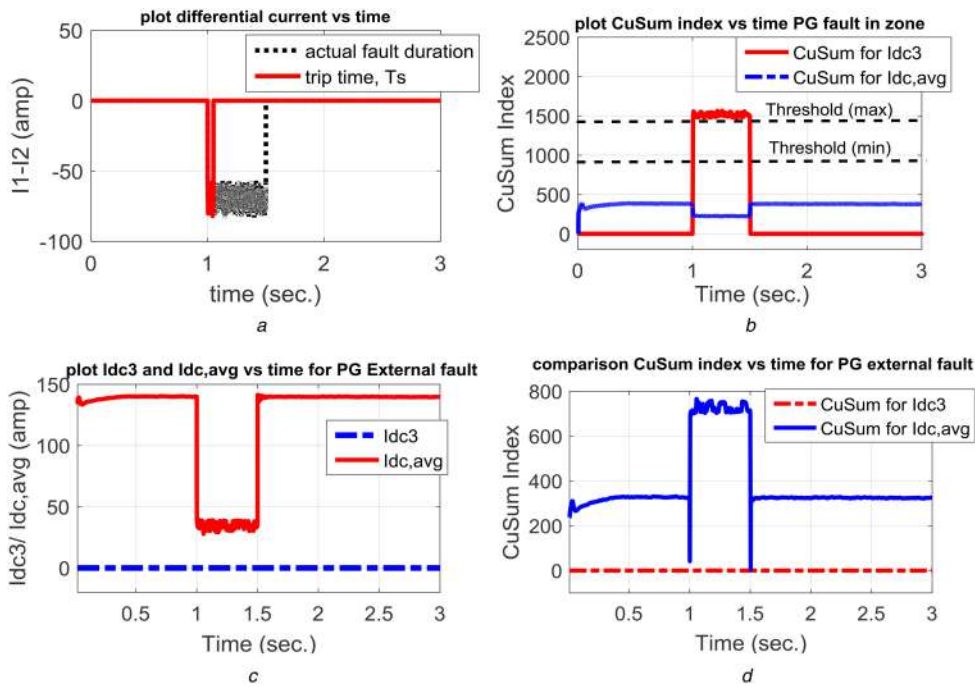 plot differential current vs time
50
0
-50
-100
I1-I2 (amp)
actual fault duration
trip time, Ts
0
1
2
3
time (sec.)
a
plot CuSum index vs time PG fault in zone
2500
2000
1500
1000
500
0
CuSum Index
CuSum for Idc3
CuSum for Idc,avg
Threshold (max)
Threshold (min)
0
1
2
3
Time (sec.)
b
plot Idc3 and Idc,avg vs time for PG External fault
150
100
50
0
Idc3/ Idc,avg (amp)
Idc3
Idc,avg
0.5
1
1.5
2
2.5
3
Time (sec.)
c
comparison CuSum index vs time for PG external fault
800
600
400
200
0
CuSum Index
CuSum for Idc3
CuSum for Idc,avg
0.5
1
1.5
2
2.5
3
Time (sec.)
d